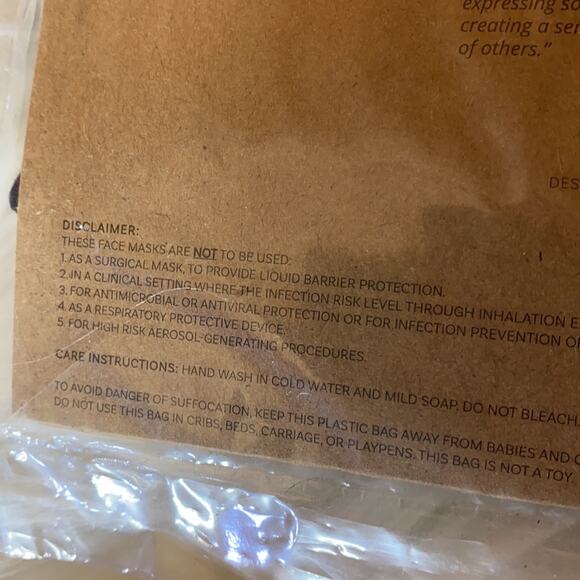 expressing so
creating a se
of others."
DES
DISCLAIMER:
THESE FACE MASKS ARE NOT TO BE USED:
1. AS A SURGICAL MASK, TO PROVIDE LIQUID BARRIER PROTECTION.
2. IN A CLINICAL SETTING WHERE THE INFECTION RISK LEVEL THROUGH INHALATION E
3. FOR ANTIMICROBIAL OR ANTIVIRAL PROTECTION OR FOR INFECTION PREVENTION O
4. AS A RESPIRATORY PROTECTIVE DEVICE.
5. FOR HIGH RISK AEROSOL-GENERATING PROCEDURES.
CARE INSTRUCTIONS: HAND WASH IN COLD WATER AND MILD SOAP. DO NOT BLEACH.
TO AVOID DANGER OF SUFFOCATION, KEEP THIS PLASTIC BAG AWAY FROM BABIES AND C
DO NOT USE THIS BAG IN CRIBS, BEDS, CARRIAGE, OR PLAYPENS. THIS BAG IS NOT A TOY.